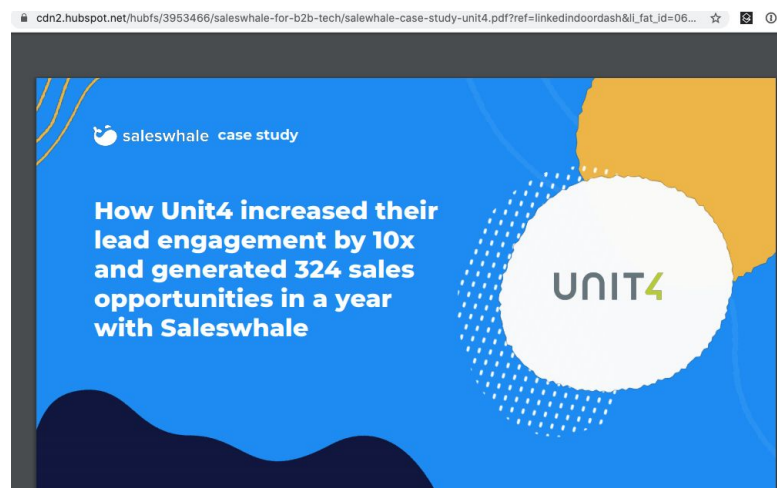 cdn2.hubspot.net/hubfs/3953466/saleswhale-for-b2b-tech/salewhale-case-study-unit4.pdf?ref=linkedindoordash&li_fat_id=06...
saleswhale case study
How Unit4 increased their
lead engagement by 10x
and generated 324 sales
opportunities in a year
with Saleswhale
UNIT4